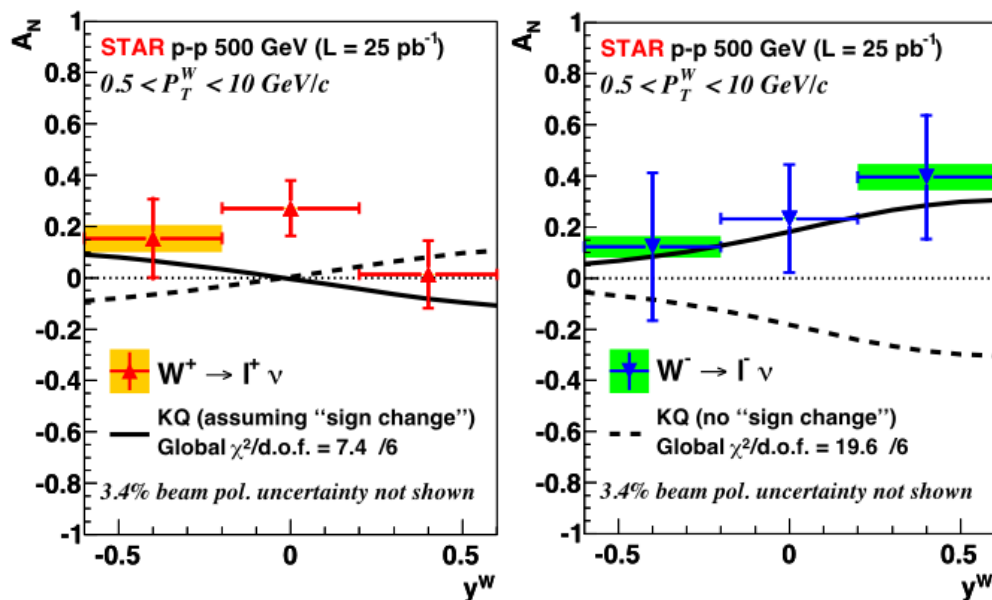 A_N
1
0.8
0.6
0.4
0.2
0
-0.2
-0.4
-0.6
-0.8
-1
STAR p-p 500 GeV (L = 25 pb⁻¹)
0.5 < P_T^W < 10 GeV/c
W⁺ → l⁺ ν
KQ (assuming “sign change”)
Global χ²/d.o.f. = 7.4 /6
3.4% beam pol. uncertainty not shown
-0.5 0 0.5
y^W
A_N
1
0.8
0.6
0.4
0.2
0
-0.2
-0.4
-0.6
-0.8
-1
STAR p-p 500 GeV (L = 25 pb⁻¹)
0.5 < P_T^W < 10 GeV/c
W⁻ → l⁻ ν
KQ (no “sign change”)
Global χ²/d.o.f. = 19.6 /6
3.4% beam pol. uncertainty not shown
-0.5 0 0.5
y^W